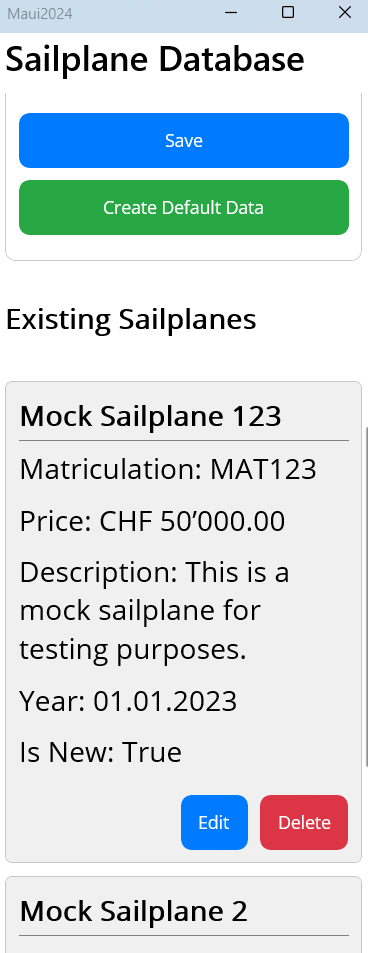 Maui2024
Sailplane Database
Save
Create Default Data
Existing Sailplanes
Mock Sailplane 123
Matriculation: MAT123
Price: CHF 50’000.00
Description: This is a
mock sailplane for
testing purposes.
Year: 01.01.2023
Is New: True
Edit
Delete
Mock Sailplane 2